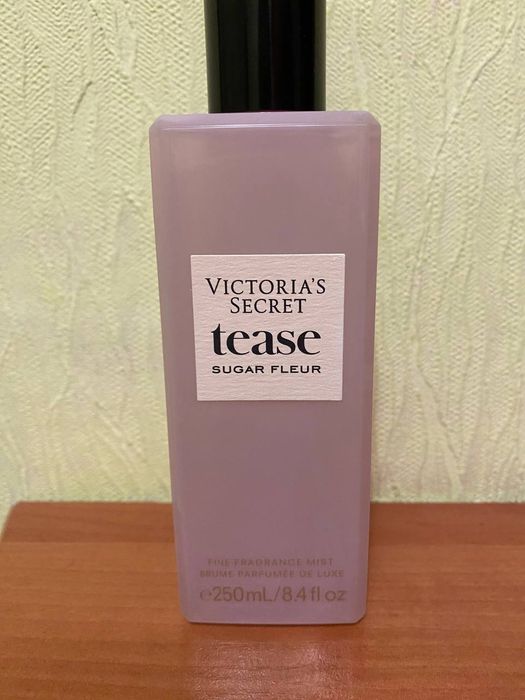 VICTORIA'S
SECRET
tease
SUGAR FLEUR
FINE FRAGRANCE MIST
BRUME PARFUMÉE DE LUXE
℮250mL/8.4 fl oz